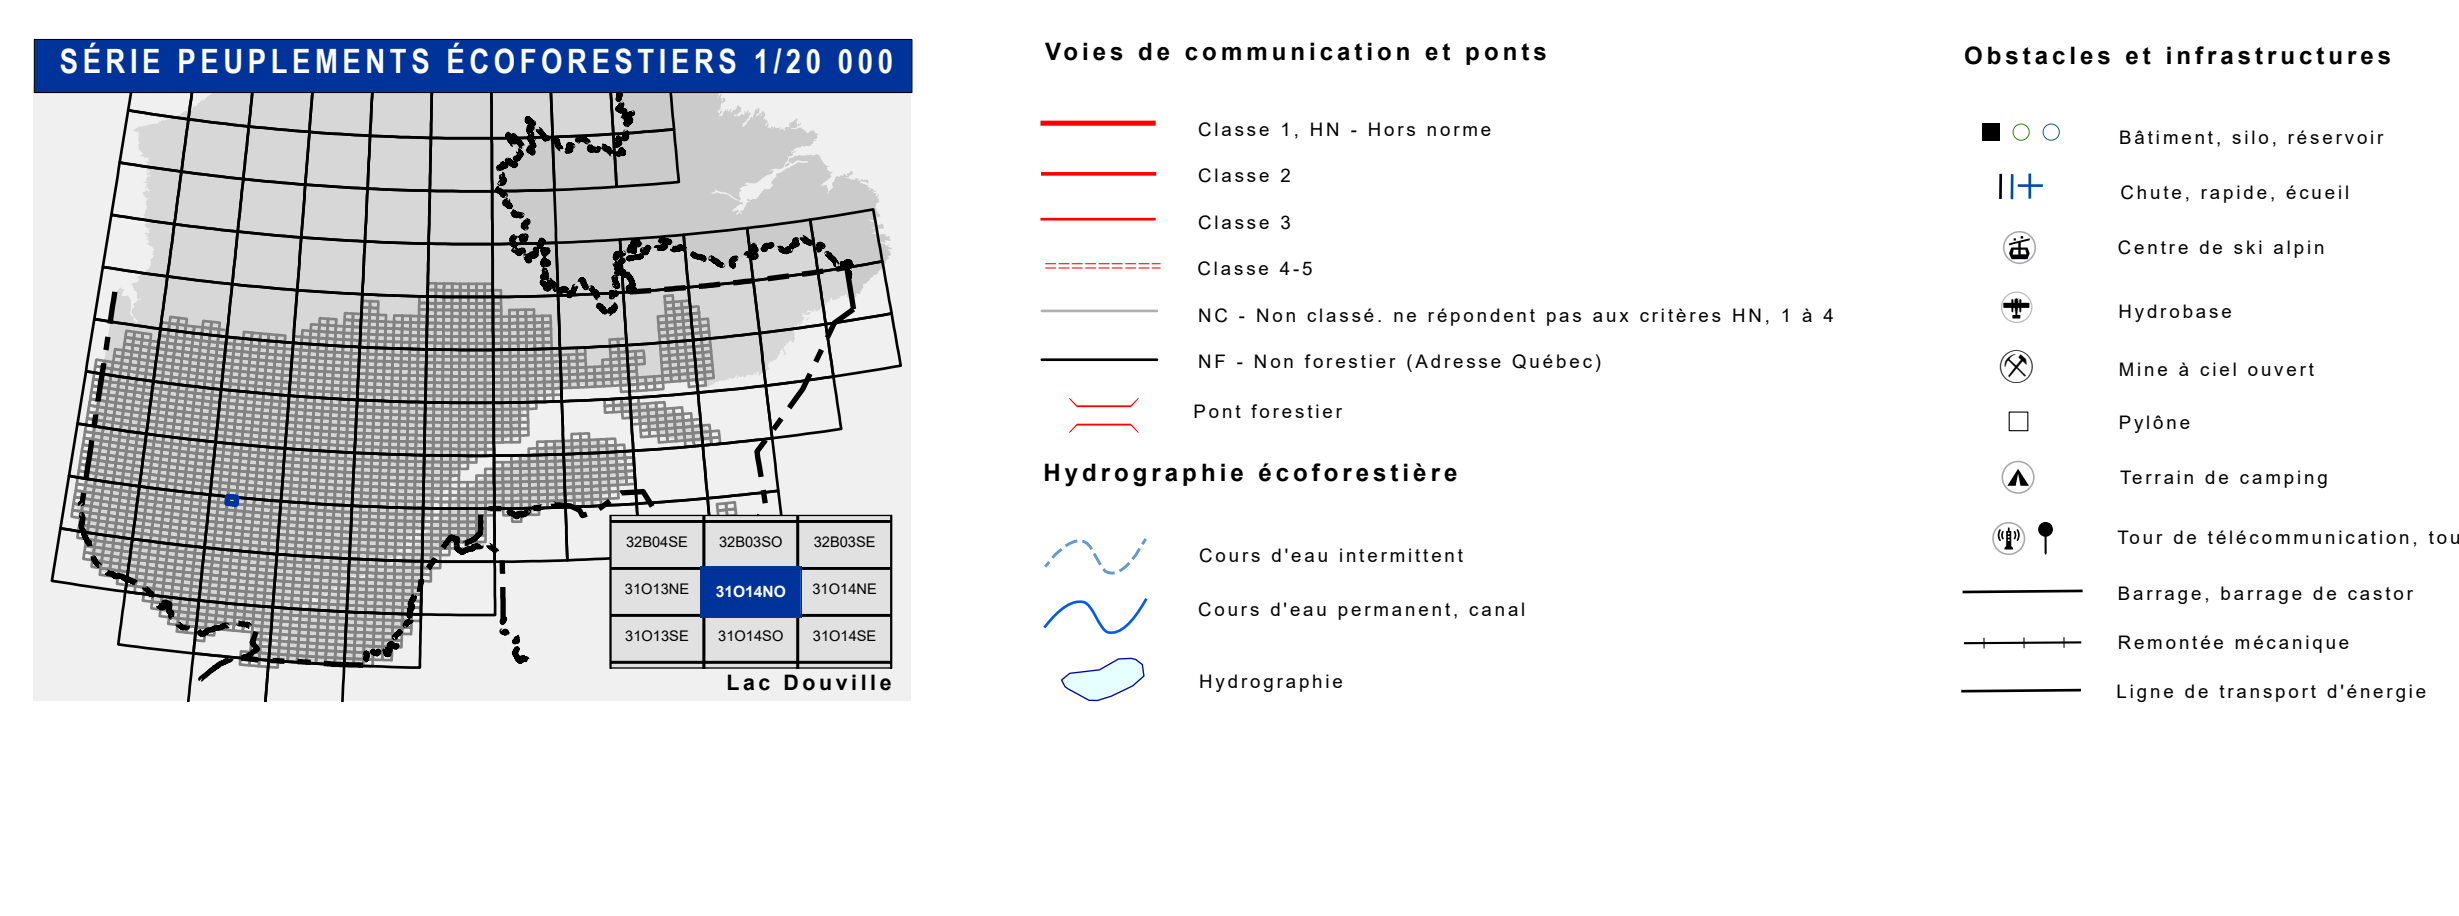 SÉRIE PEUPLEMENTS ÉCOFORESTIERS 1/20 000
32B04SE 32B03SO 32B03SE
31O13NE 31O14NO 31O14NE
31O13SE 31O14SO 31O14SE
Lac Douville
Voies de communication et ponts
Classe 1, HN - Hors norme
Classe 2
Classe 3
Classe 4-5
NC - Non classé. ne répondent pas aux critères HN, 1 à 4
NF - Non forestier (Adresse Québec)
Pont forestier
Hydrographie écoforestière
Cours d'eau intermittent
Cours d'eau permanent, canal
Hydrographie
Obstacles et infrastructures
Bâtiment, silo, réservoir
Chute, rapide, écueil
Centre de ski alpin
Hydrobase
Mine à ciel ouvert
Pylône
Terrain de camping
Tour de télécommunication, tou
Barrage, barrage de castor
Remontée mécanique
Ligne de transport d'énergie